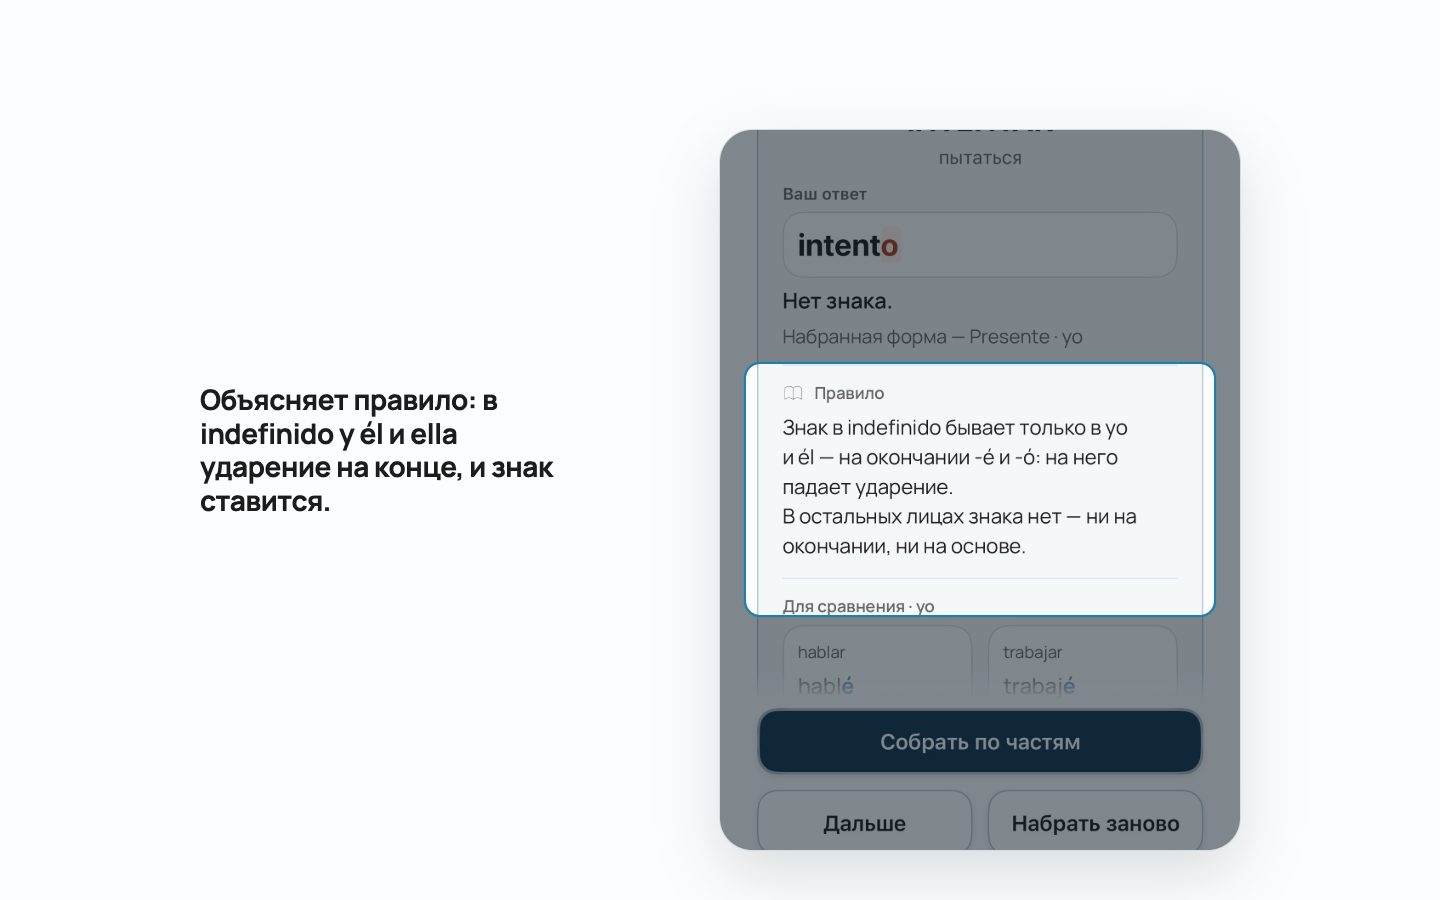 Объясняет правило: в
indefinido у él и ella
ударение на конце, и знак
ставится.
пытаться
Ваш ответ
intento
Нет знака.
Набранная форма — Presente · yo
Правило
Знак в indefinido бывает только в yo
и él — на окончании -é и -ó: на него
падает ударение.
В остальных лицах знака нет — ни на
окончании, ни на основе.
Для сравнения · yo
hablar
hablé
trabajar
trabajé
Собрать по частям
Дальше
Набрать заново